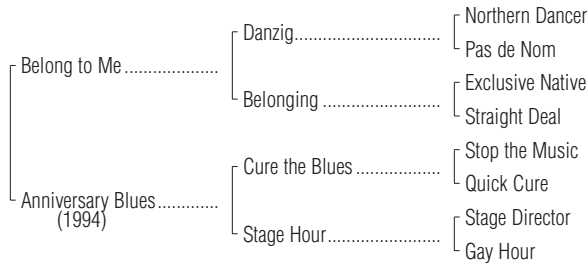 Northern Dancer
Danzig
Pas de Nom
Belong to Me
Exclusive Native
Belonging
Straight Deal
Stop the Music
Cure the Blues
Quick Cure
Anniversary Blues
(1994)
Stage Director
Stage Hour
Gay Hour